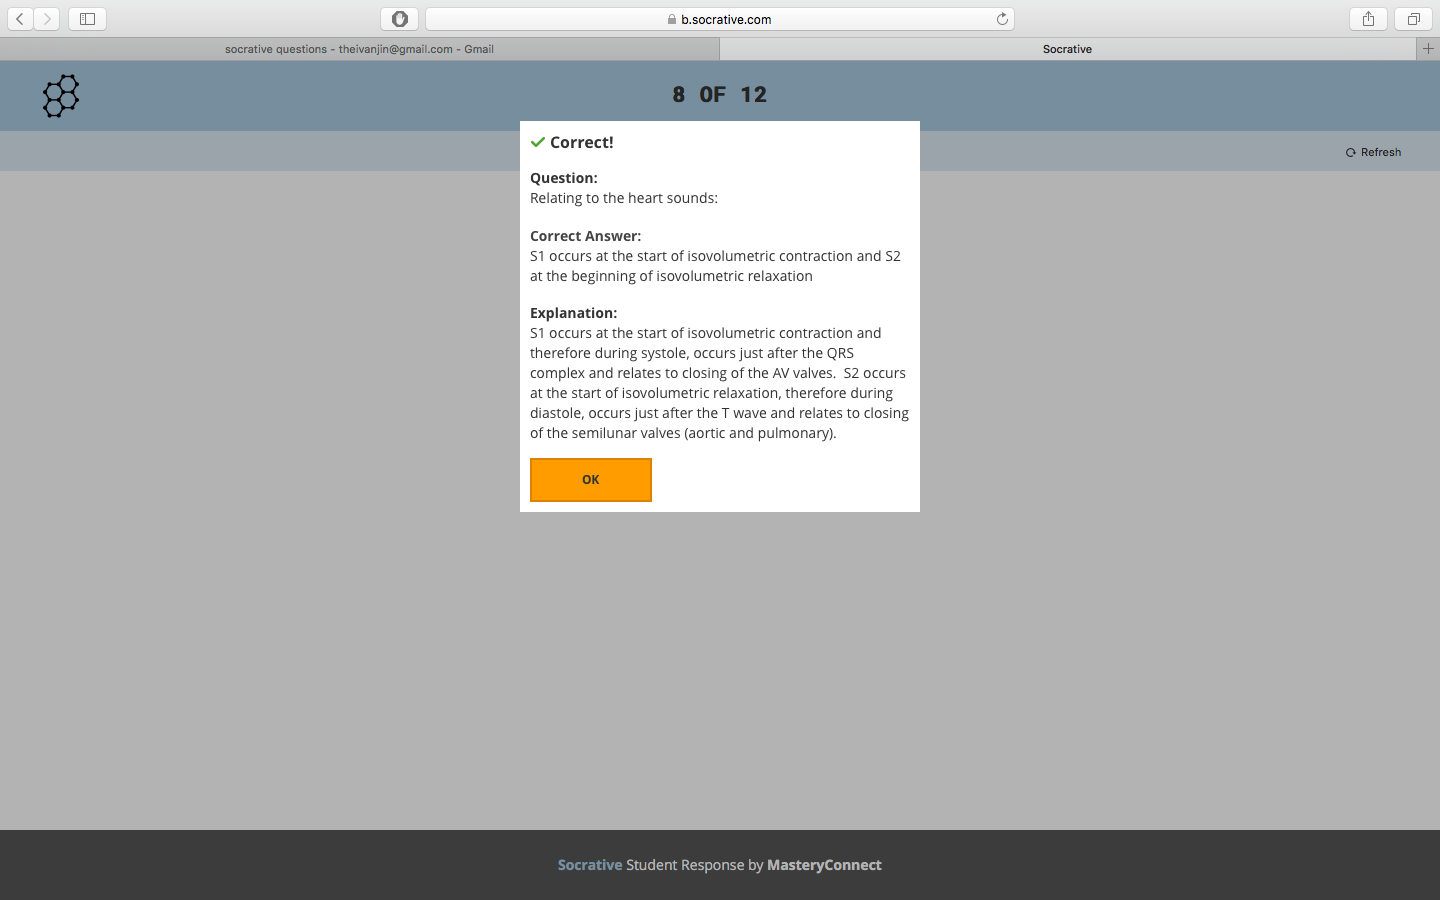 b.socrative.com
socrative questions - theivanjin@gmail.com - Gmail
Socrative
8 OF 12
Refresh
Correct!
Question:
Relating to the heart sounds:
Correct Answer:
S1 occurs at the start of isovolumetric contraction and S2
at the beginning of isovolumetric relaxation
Explanation:
S1 occurs at the start of isovolumetric contraction and
therefore during systole, occurs just after the QRS
complex and relates to closing of the AV valves.  S2 occurs
at the start of isovolumetric relaxation, therefore during
diastole, occurs just after the T wave and relates to closing
of the semilunar valves (aortic and pulmonary).
OK
Socrative Student Response by MasteryConnect